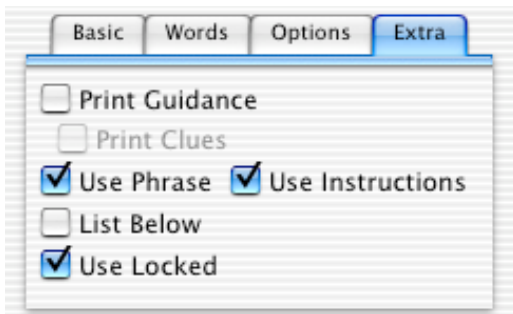 Basic Words Options Extra
Print Guidance
Print Clues
Use Phrase Use Instructions
List Below
Use Locked